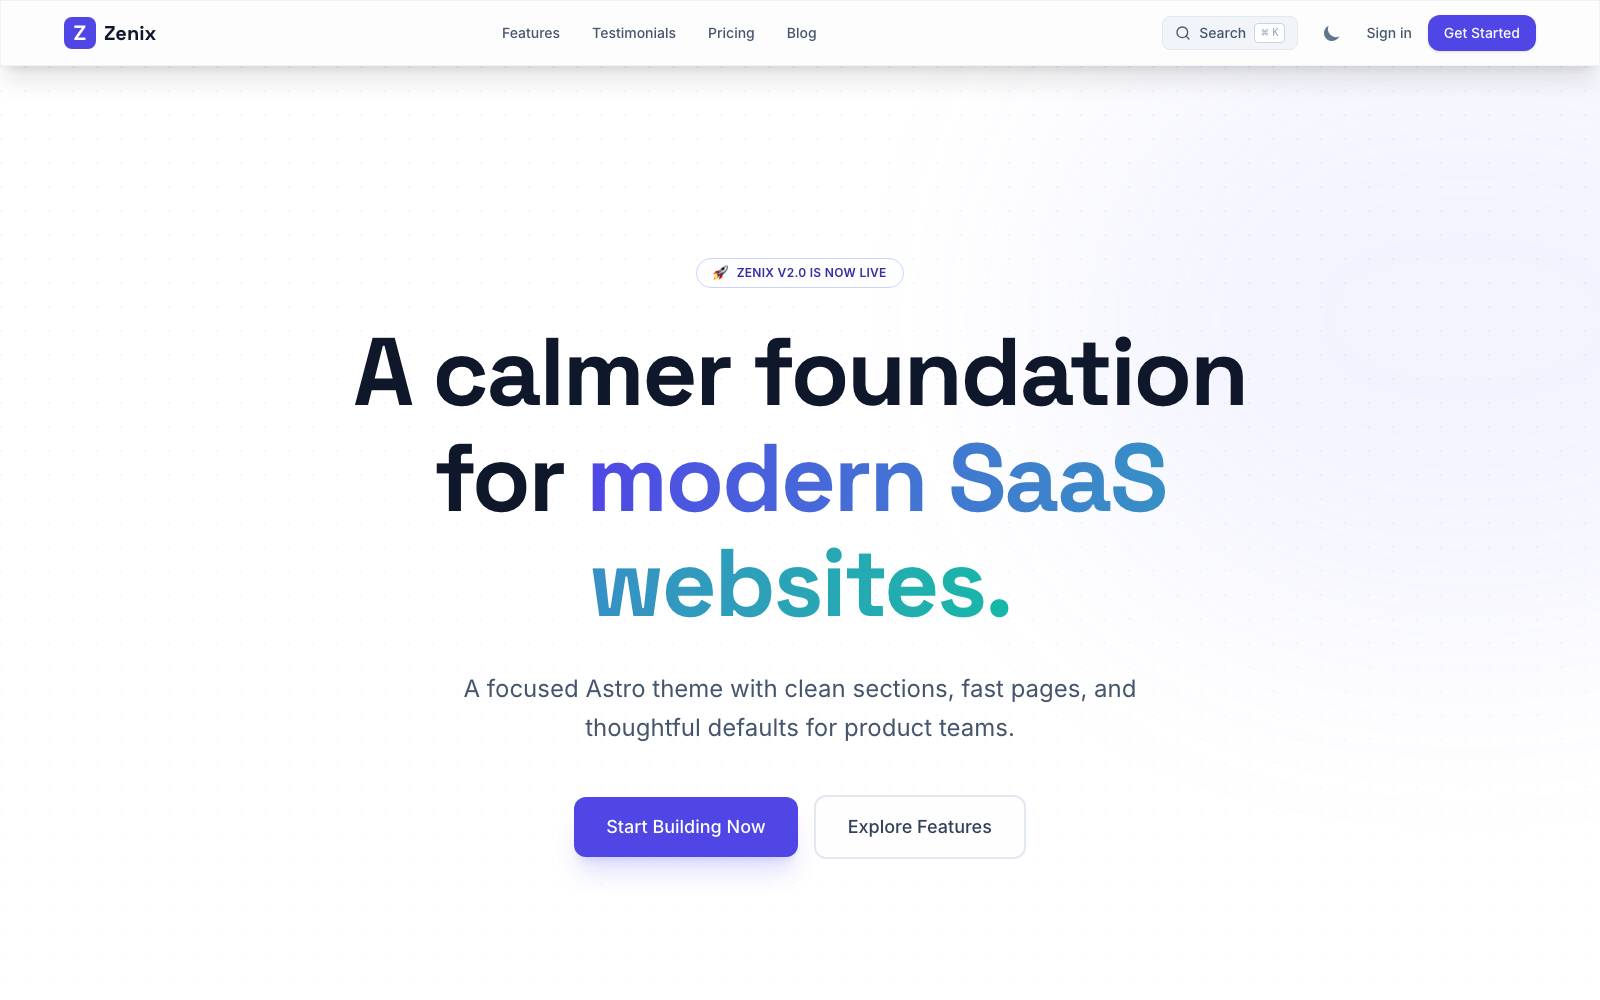 Z Zenix
Features
Testimonials
Pricing
Blog
Search ⌘ K
Sign in
Get Started
ZENIX V2.0 IS NOW LIVE
A calmer foundation
for modern SaaS
websites.
A focused Astro theme with clean sections, fast pages, and
thoughtful defaults for product teams.
Start Building Now
Explore Features